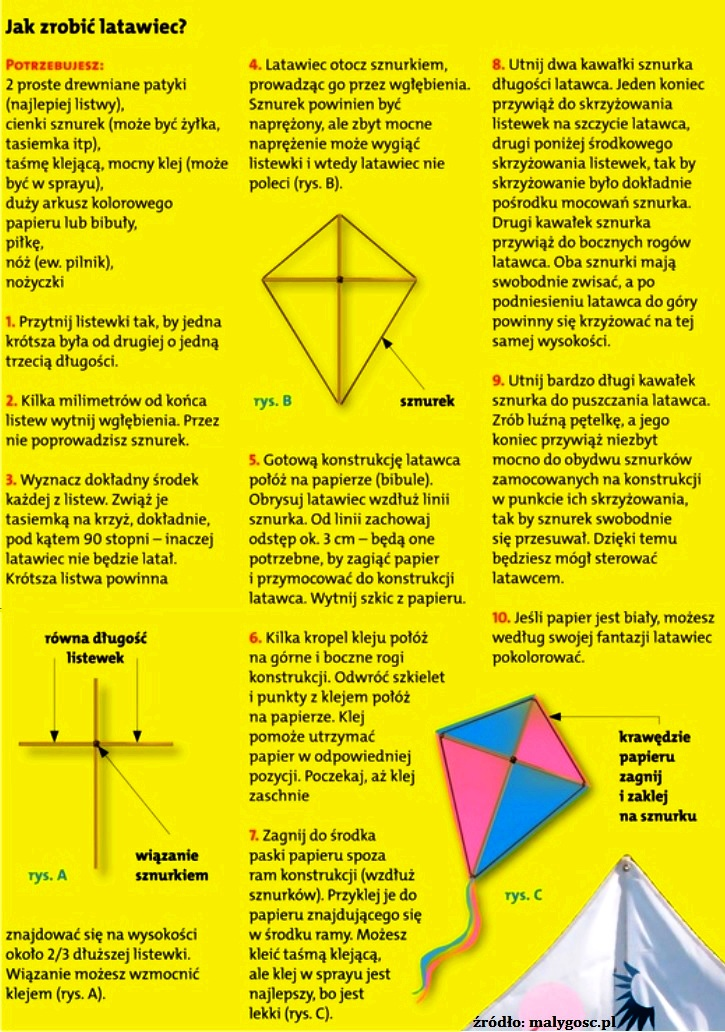 Jak zrobić latawiec?
POTRZEBUJESZ:
2 proste drewniane patyki
(najlepiej listwy),
cienki sznurek (może być żyłka,
tasiemka itp),
taśmę klejącą, mocny klej (może
być w sprayu),
duży arkusz kolorowego
papieru lub bibuły,
piłkę,
nóż (ew. pilnik),
nożyczki
1. Przytnij listewki tak, by jedna
krótsza była od drugiej o jedną
trzecią długości.
2. Kilka milimetrów od końca
listew wytnij wgłębienia. Przez
nie poprowadzisz sznurek.
3. Wyznacz dokładny środek
każdej z listew. Zwiąż je
tasiemką na krzyż, dokładnie,
pod kątem 90 stopni – inaczej
latawiec nie będzie latał.
Krótsza listwa powinna
równa długość
listewek
wiązanie
sznurkiem
rys. A
znajdować się na wysokości
około 2/3 dłuższej listewki.
Wiązanie możesz wzmocnić
klejem (rys. A).
4. Latawiec otocz sznurkiem,
prowadząc go przez wgłębienia.
Sznurek powinien być
naprężony, ale zbyt mocne
naprężenie może wygiąć
listewki i wtedy latawiec nie
poleci (rys. B).
rys. B
sznurek
5. Gotową konstrukcję latawca
połóż na papierze (bibule).
Obrysuj latawiec wzdłuż linii
sznurka. Od linii zachowaj
odstęp ok. 3 cm – będą one
potrzebne, by zagiąć papier
i przymocować do konstrukcji
latawca. Wytnij szkic z papieru.
6. Kilka kropel kleju połóż
na górne i boczne rogi
konstrukcji. Odwróć szkielet
i punkty z klejem połóż
na papierze. Klej
pomoże utrzymać
papier w odpowiedniej
pozycji. Poczekaj, aż klej
zaschnie
7. Zagnij do środka
paski papieru spoza
ram konstrukcji (wzdłuż
sznurków). Przyklej je do
papieru znajdującego się
w środku ramy. Możesz
kleić taśmą klejącą,
ale klej w sprayu jest
najlepszy, bo jest
lekki (rys. C).
8. Utnij dwa kawałki sznurka
długości latawca. Jeden koniec
przywiąż do skrzyżowania
listewek na szczycie latawca,
drugi poniżej środkowego
skrzyżowania listewek, tak by
skrzyżowanie było dokładnie
pośrodku mocowań sznurka.
Drugi kawałek sznurka
przywiąż do bocznych rogów
latawca. Oba sznurki mają
swobodnie zwisać, a po
podniesieniu latawca do góry
powinny się krzyżować na tej
samej wysokości.
9. Utnij bardzo długi kawałek
sznurka do puszczania latawca.
Zrób luźną pętelkę, a jego
koniec przywiąż niezbyt
mocno do obydwu sznurków
zamocowanych na konstrukcji
w punkcie ich skrzyżowania,
tak by sznurek swobodnie
się przesuwał. Dzięki temu
będziesz mógł sterować
latawcem.
10. Jeśli papier jest biały, możesz
według swojej fantazji latawiec
pokolorować.
krawędzie
papieru
zagnij
i zaklej
na sznurku
rys. C
źródło: malygosc.pl